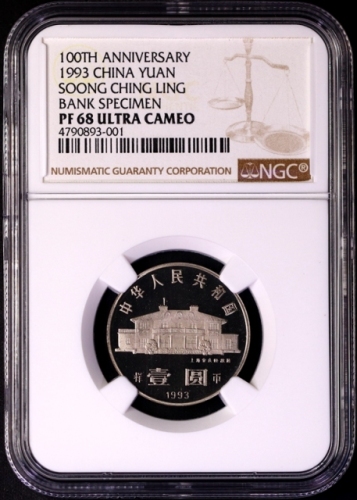 100TH ANNIVERSARY
1993 CHINA YUAN
SOONG CHING LING
BANK SPECIMEN
PF 68 ULTRA CAMEO
4790893-001
NUMISMATIC GUARANTY CORPORATION
NGC®
中华人民共和国
壹圆
币
1993